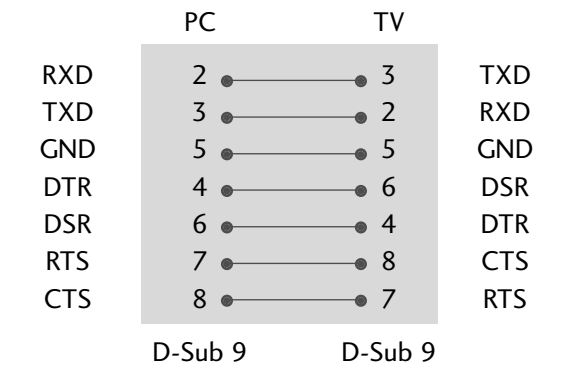 PC TV
RXD 2 3 TXD
TXD 3 2 RXD
GND 5 5 GND
DTR 4 6 DSR
DSR 6 4 DTR
RTS 7 8 CTS
CTS 8 7 RTS
D-Sub 9 D-Sub 9